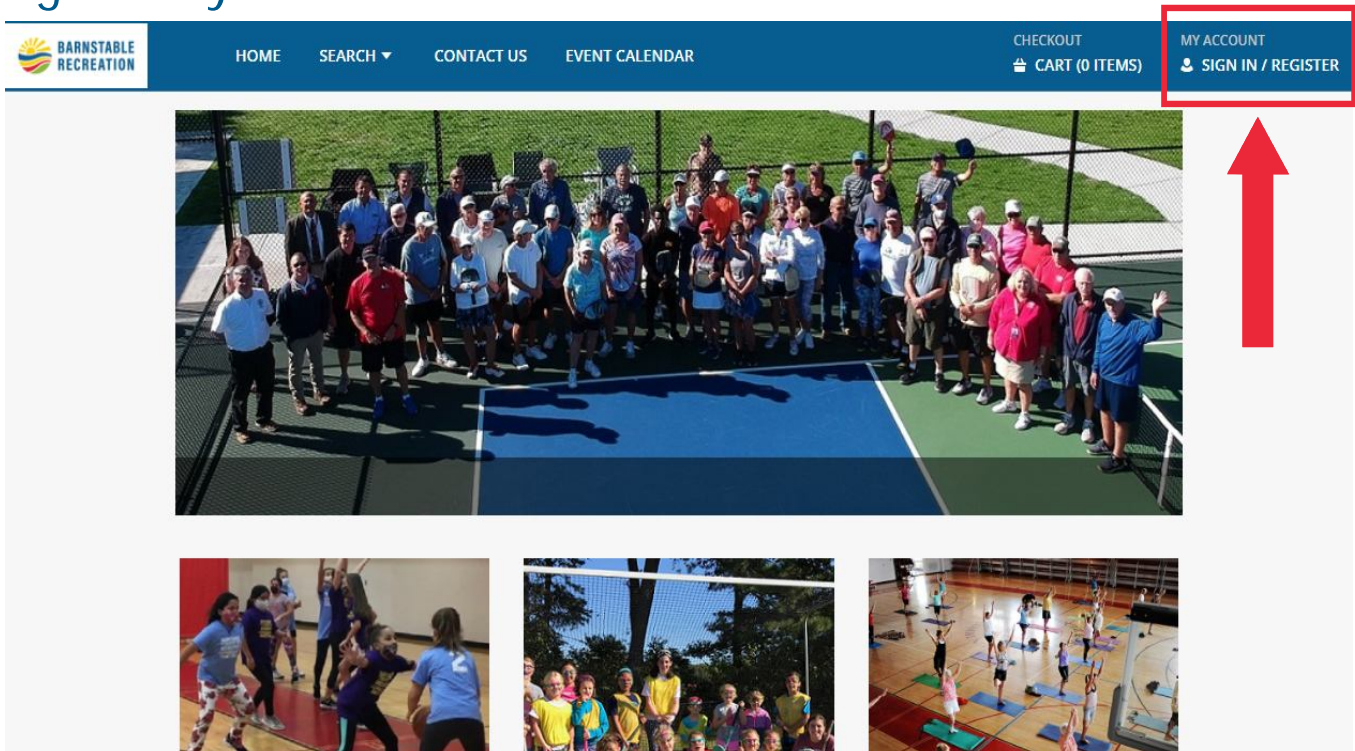 BARNSTABLE
RECREATION
HOME SEARCH ▼ CONTACT US EVENT CALENDAR
CHECKOUT
CART (0 ITEMS)
MY ACCOUNT
SIGN IN / REGISTER
2